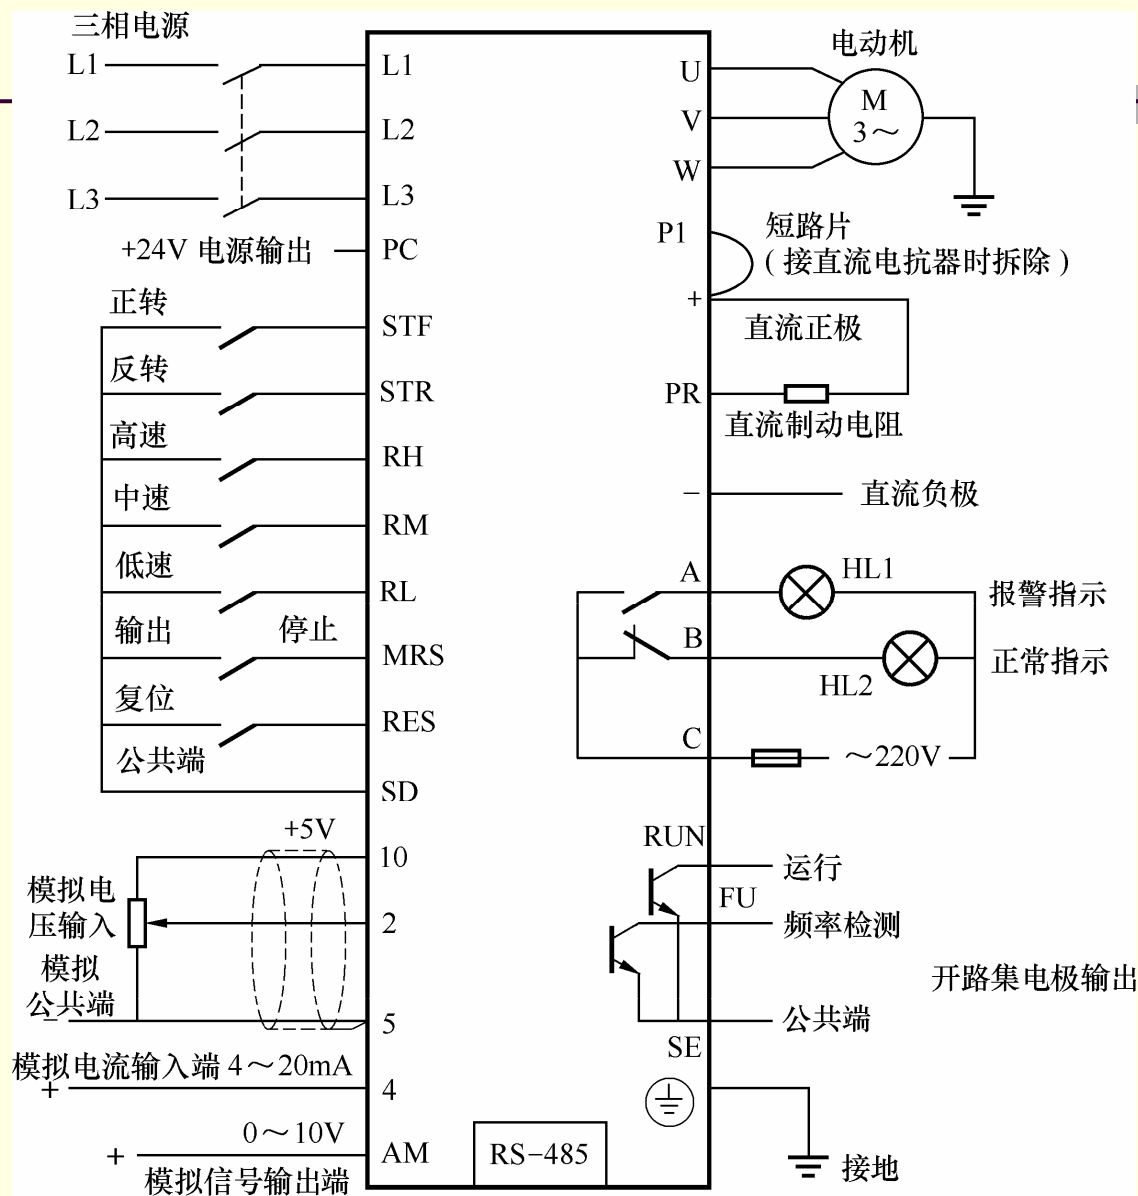 三相电源
L1
L2
L3
L1
L2
L3
+24V 电源输出
PC
正转
STF
反转
STR
高速
RH
中速
RM
低速
RL
输出 停止
MRS
复位
RES
公共端
SD
+5V
10
模拟电
压输入
2
模拟
公共端
−
5
模拟电流输入端 4～20mA
+
4
0～10V
+
AM
模拟信号输出端
RS−485
电动机
U
V
W
M
3～
P1
短路片
(接直流电抗器时拆除)
+
直流正极
PR
直流制动电阻
−
直流负极
A
HL1
报警指示
B
HL2
正常指示
C
～220V
RUN
运行
FU
频率检测
开路集电极输出
公共端
SE
接地